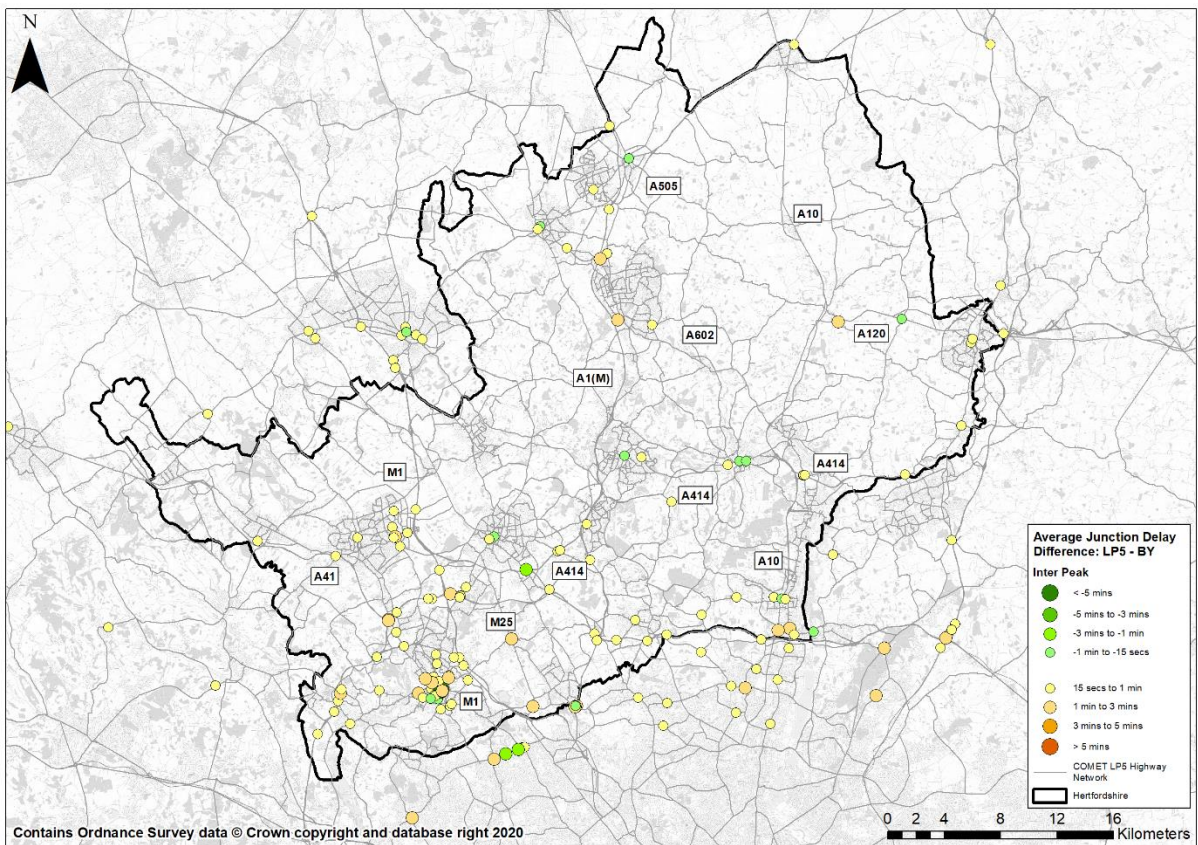 N
A505
A10
A602
A120
A1(M)
M1
A414
A414
A10
A41
A414
M25
M1
Average Junction Delay
Difference: LP5 - BY
Inter Peak
< -5 mins
-5 mins to -3 mins
-3 mins to -1 min
-1 min to -15 secs
15 secs to 1 min
1 min to 3 mins
3 mins to 5 mins
> 5 mins
COMET LP5 Highway
Network
Hertfordshire
Contains Ordnance Survey data © Crown copyright and database right 2020
0 2 4 8 12 16
Kilometers